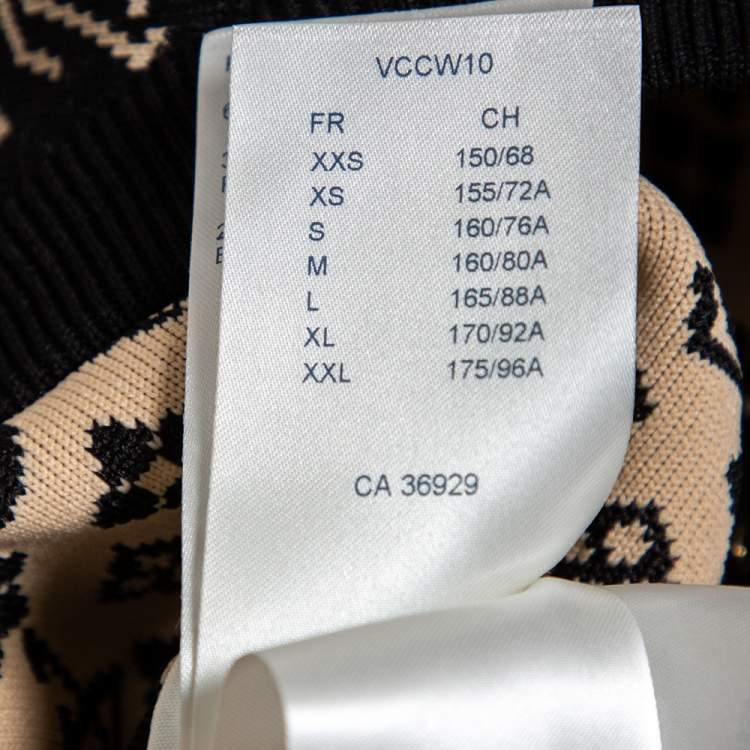 VCCW10
FR CH
XXS 150/68
XS 155/72A
S 160/76A
M 160/80A
L 165/88A
XL 170/92A
XXL 175/96A
CA 36929